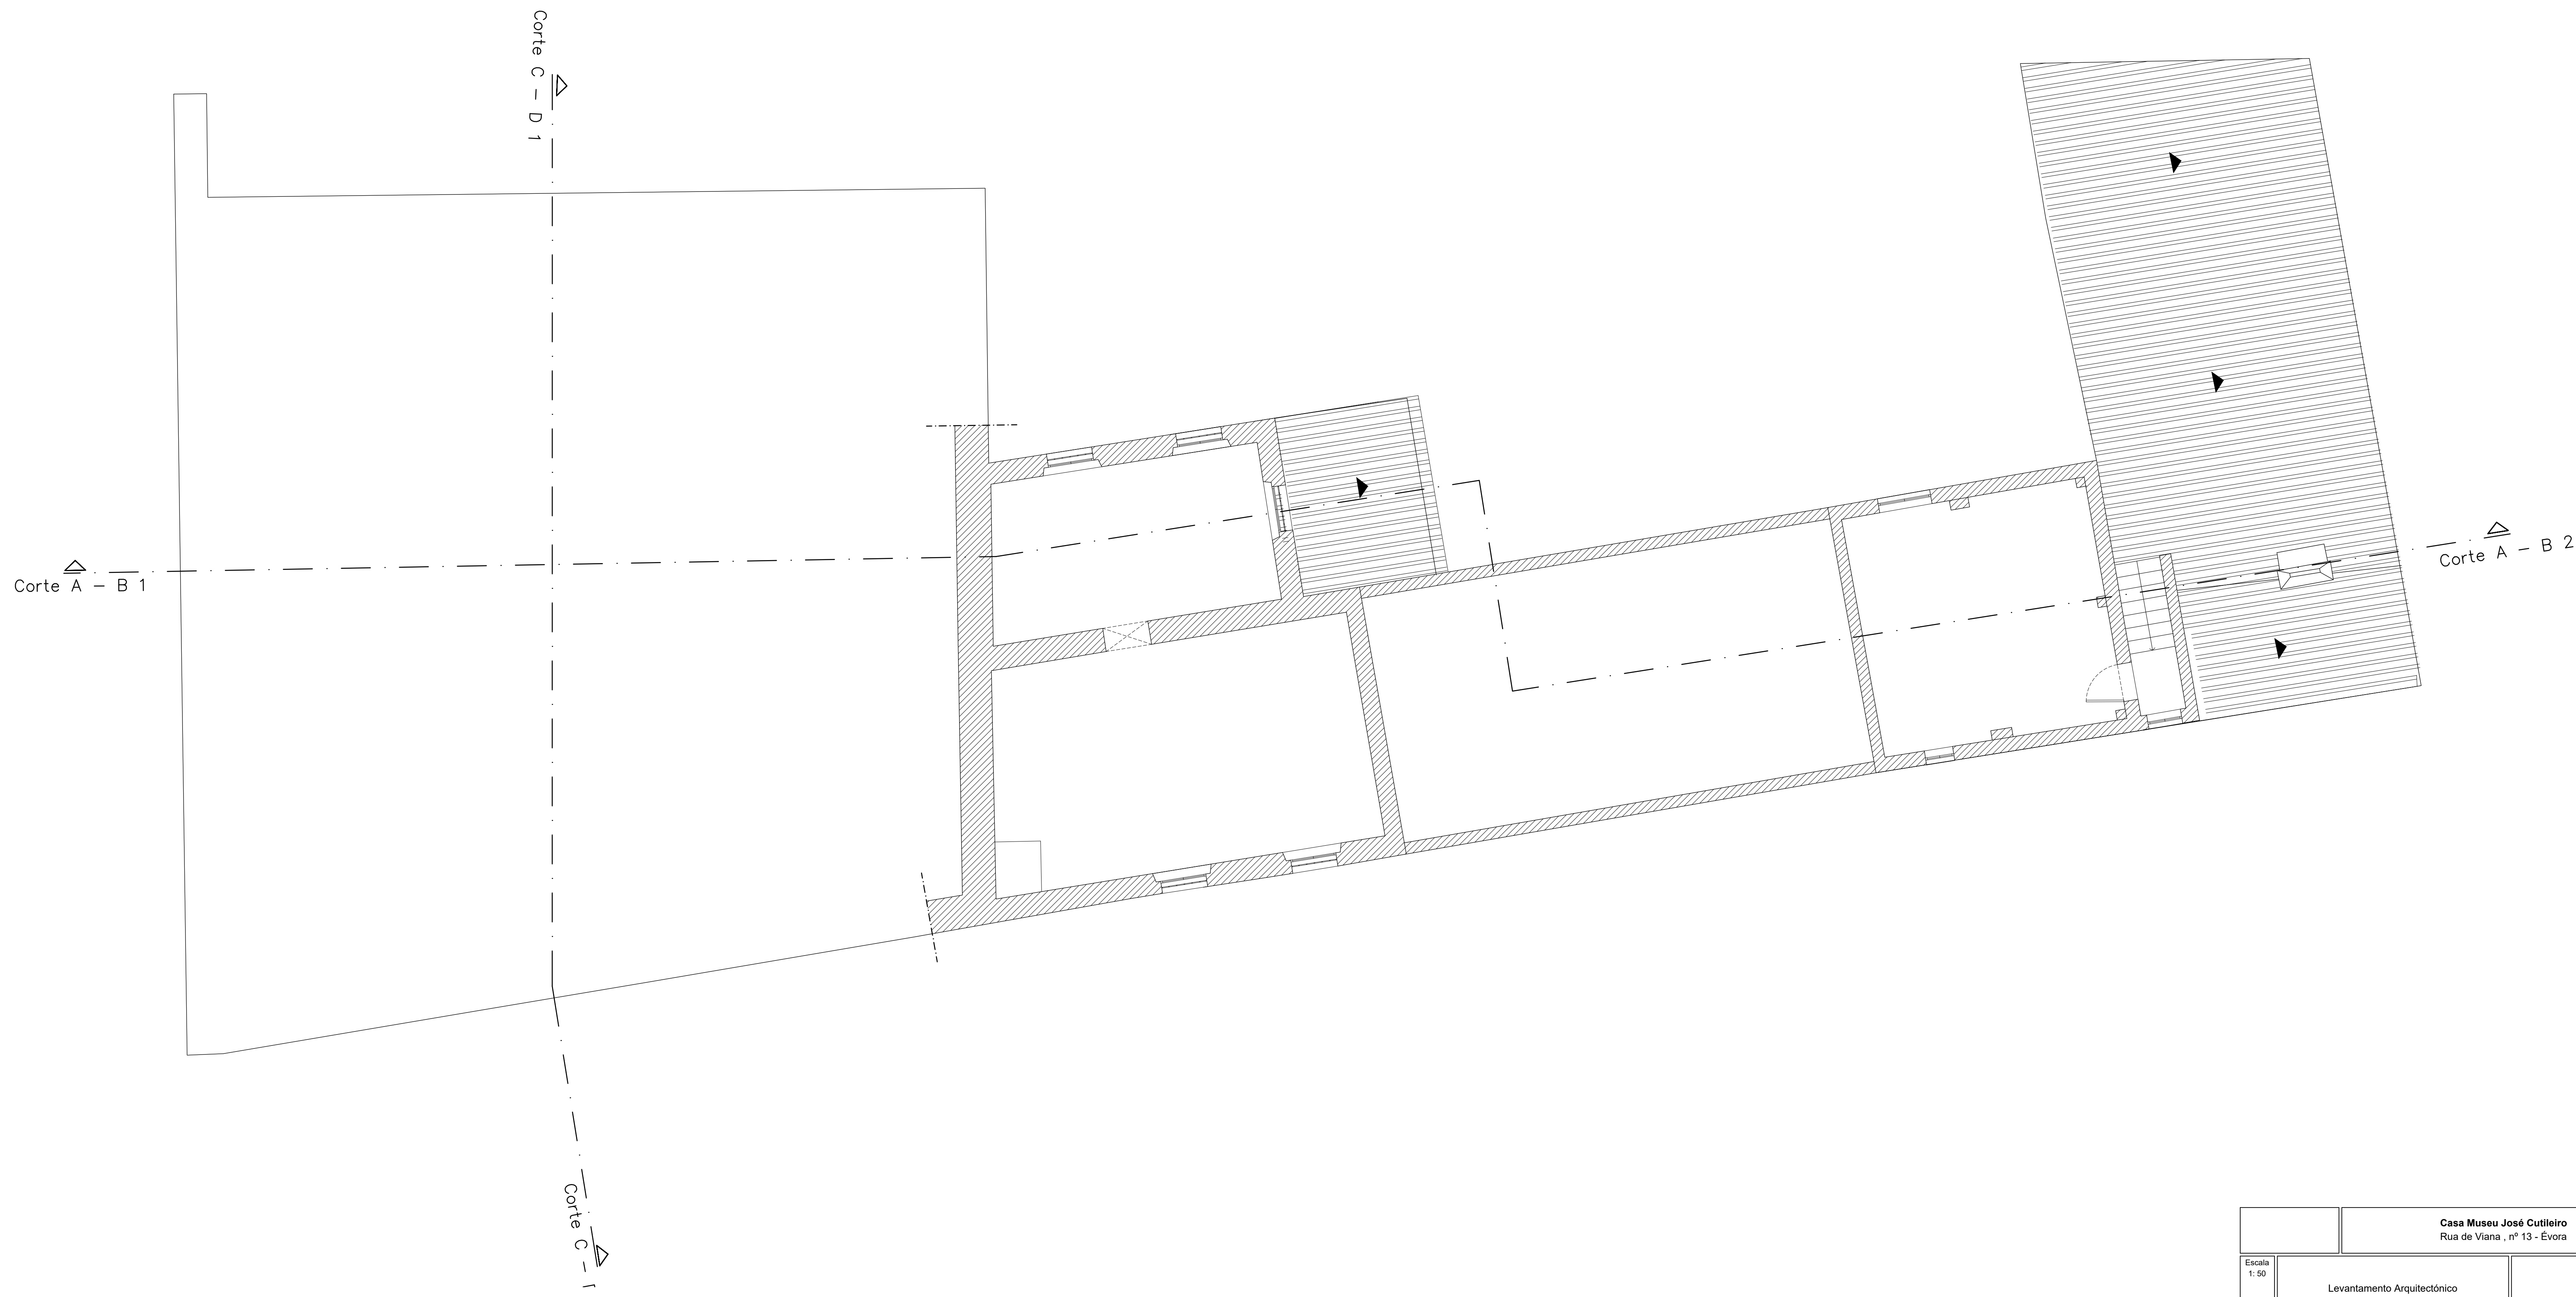 Corte C - D 1
Corte A - B 1
Corte A - B 2
Corte C -
Casa Museu José Cutileiro
Rua de Viana , nº 13 - Évora
Escala
1: 50
Levantamento Arquitectónico